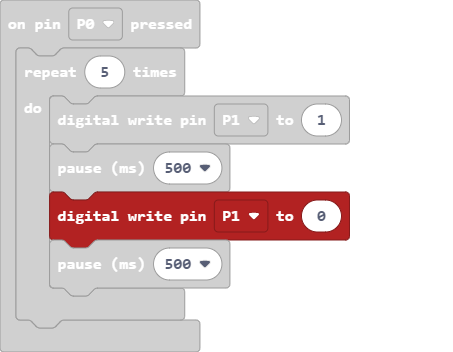 on pin P0 pressed
repeat 5 times
do
digital write pin P1 to 1
pause (ms) 500
digital write pin P1 to 0
pause (ms) 500